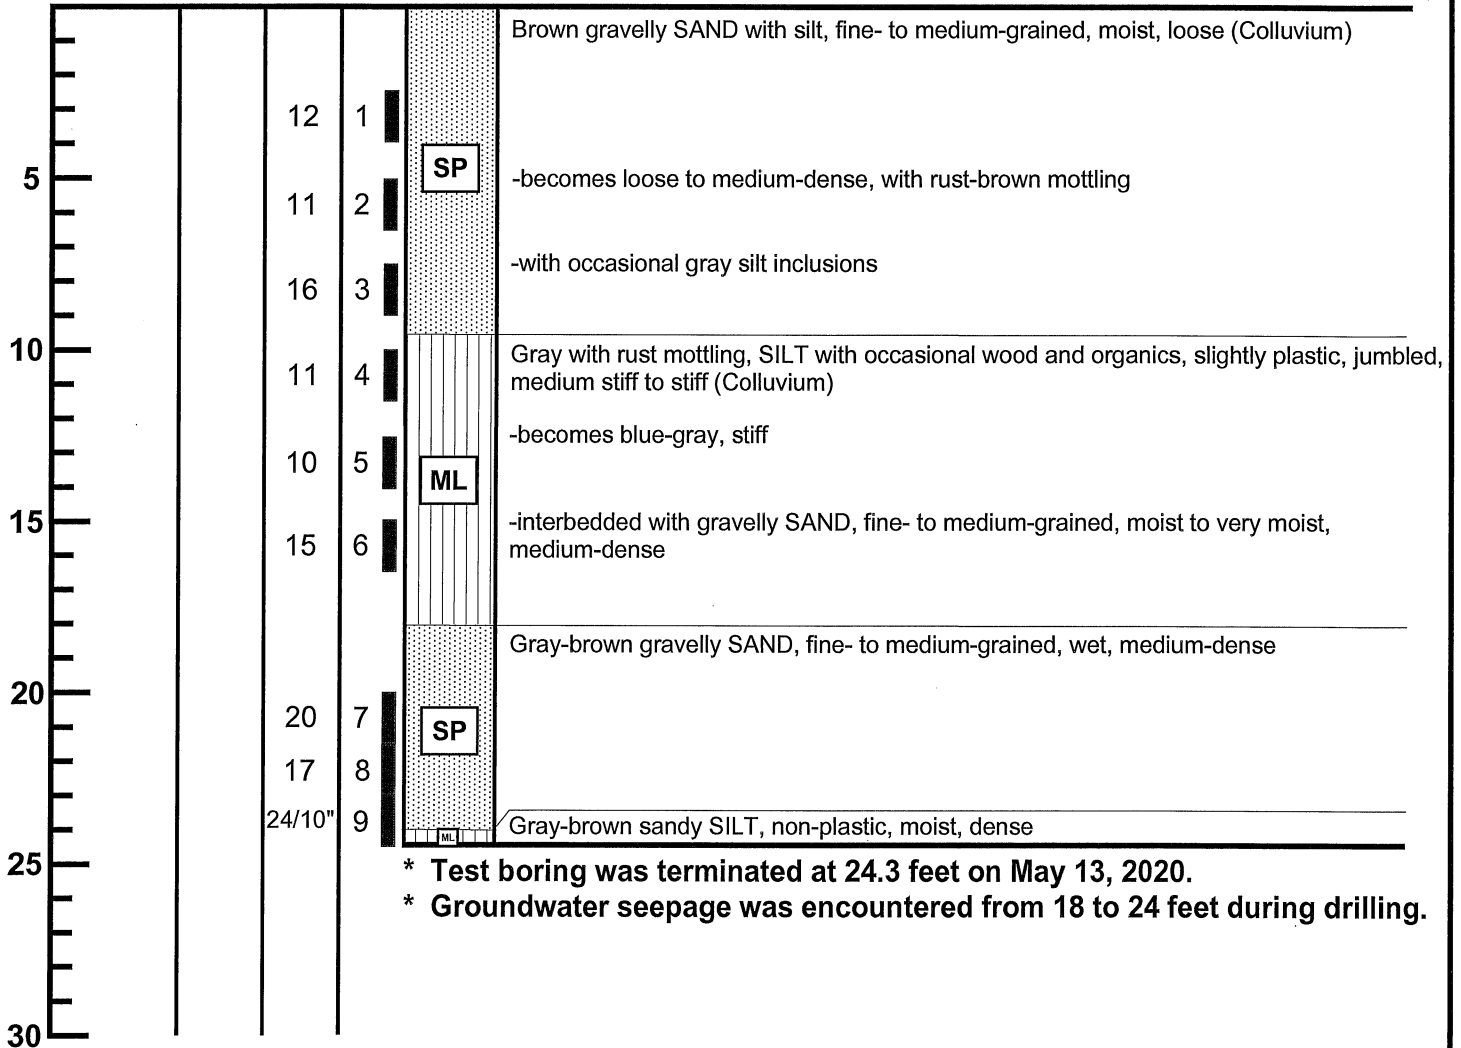 Brown gravelly SAND with silt, fine- to medium-grained, moist, loose (Colluvium)
12 1
SP
5
-becomes loose to medium-dense, with rust-brown mottling
11 2
-with occasional gray silt inclusions
16 3
10
Gray with rust mottling, SILT with occasional wood and organics, slightly plastic, jumbled,
11 4
medium stiff to stiff (Colluvium)
-becomes blue-gray, stiff
10 5
ML
15
-interbedded with gravelly SAND, fine- to medium-grained, moist to very moist,
15 6
medium-dense
Gray-brown gravelly SAND, fine- to medium-grained, wet, medium-dense
20
20 7
SP
17 8
24/10" 9
Gray-brown sandy SILT, non-plastic, moist, dense
ML
25
* Test boring was terminated at 24.3 feet on May 13, 2020.
* Groundwater seepage was encountered from 18 to 24 feet during drilling.
30